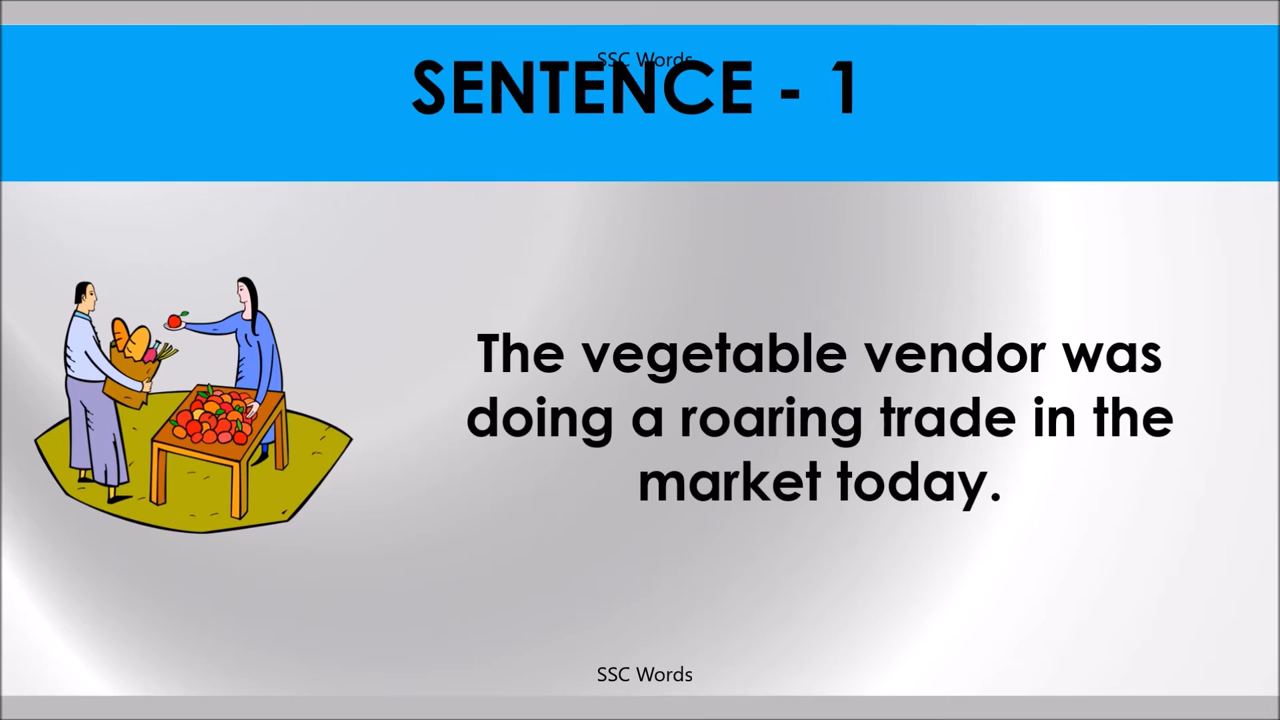 SSC Words
SENTENCE - 1
The vegetable vendor was
doing a roaring trade in the
market today.
SSC Words